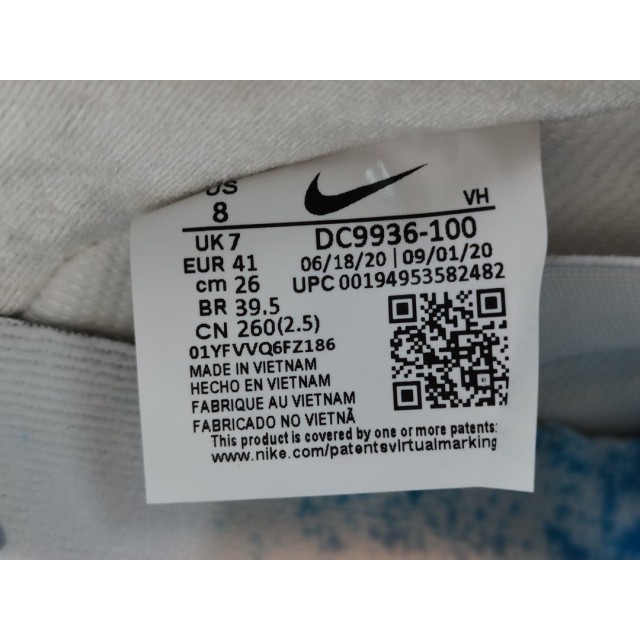 US
8
VH
UK 7
DC9936-100
EUR 41
06/18/20 | 09/01/20
cm 26
UPC 00194953582482
BR 39.5
CN 260(2.5)
01YFVVQ6FZ186
MADE IN VIETNAM
HECHO EN VIETNAM
FABRIQUE AU VIETNAM
FABRICADO NO VIETNÃ
This product is covered by one or more patents:
www.nike.com/patentsvirtualmarking